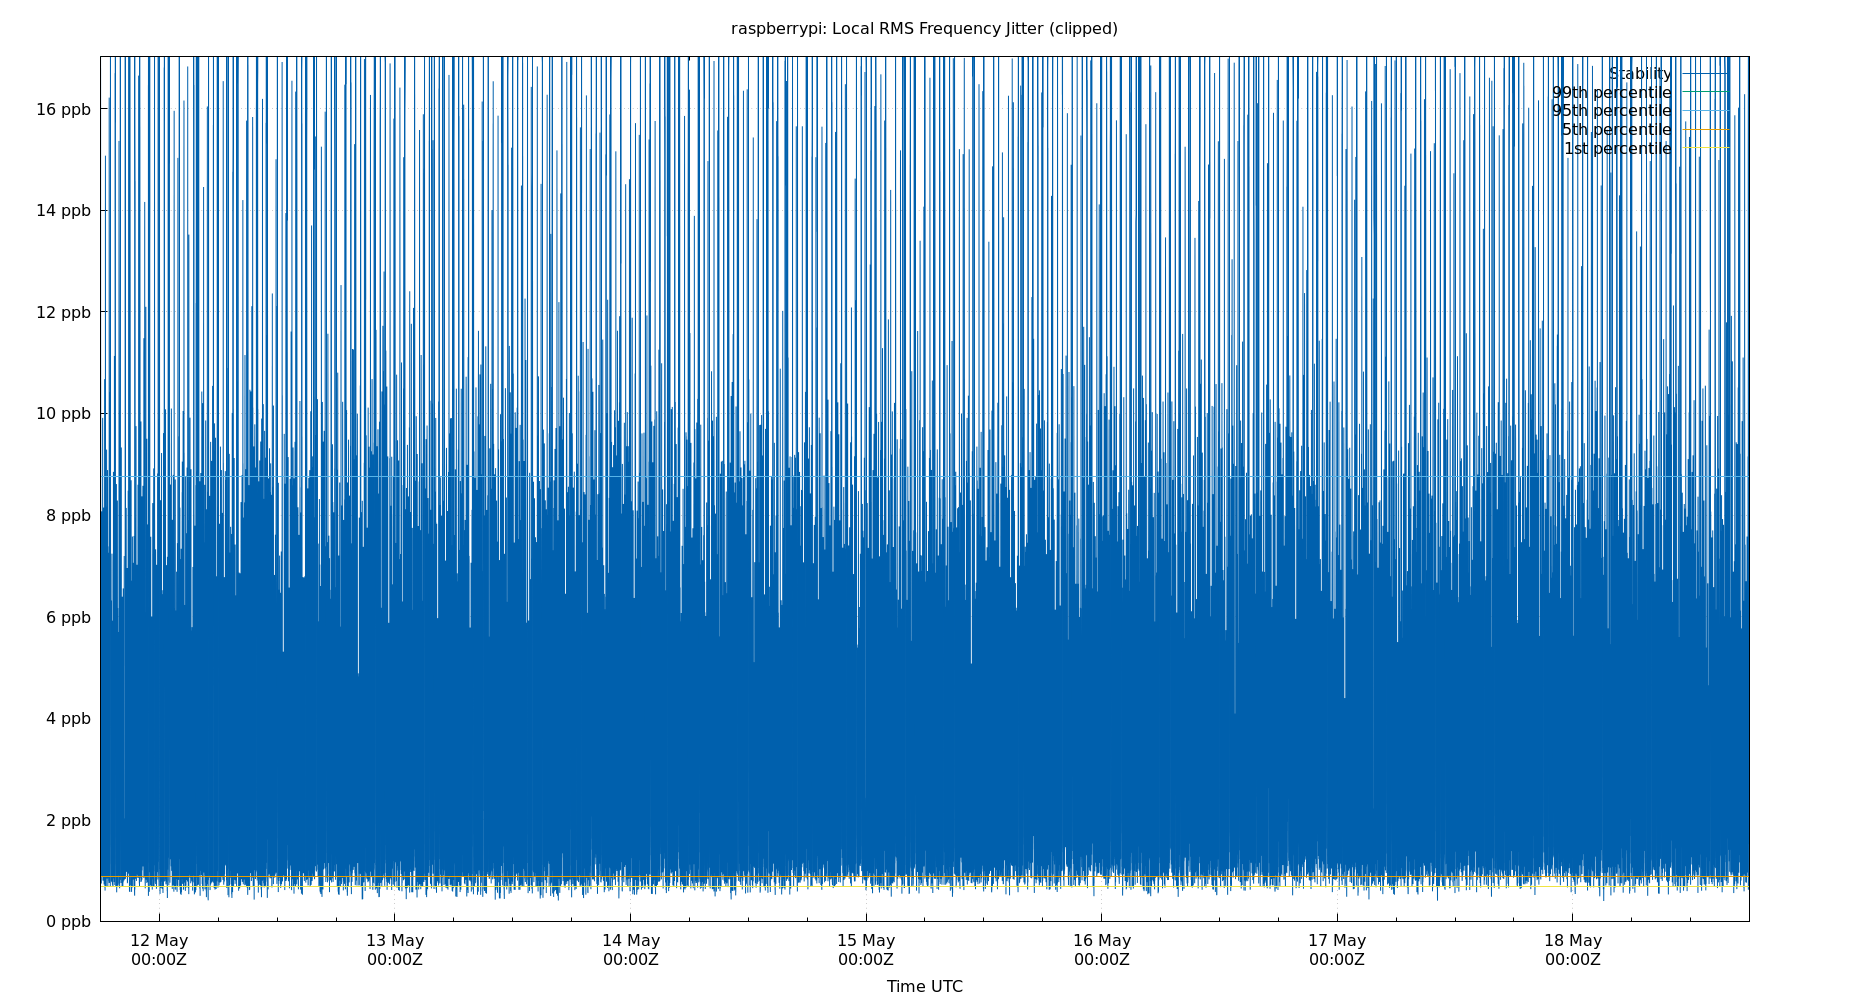 raspberrypi: Local RMS Frequency Jitter (clipped)
Stability
99th percentile
95th percentile
5th percentile
1st percentile
16 ppb
14 ppb
12 ppb
10 ppb
8 ppb
6 ppb
4 ppb
2 ppb
0 ppb
12 May 13 May 14 May 15 May 16 May 17 May 18 May
00:00Z 00:00Z 00:00Z 00:00Z 00:00Z 00:00Z 00:00Z
Time UTC